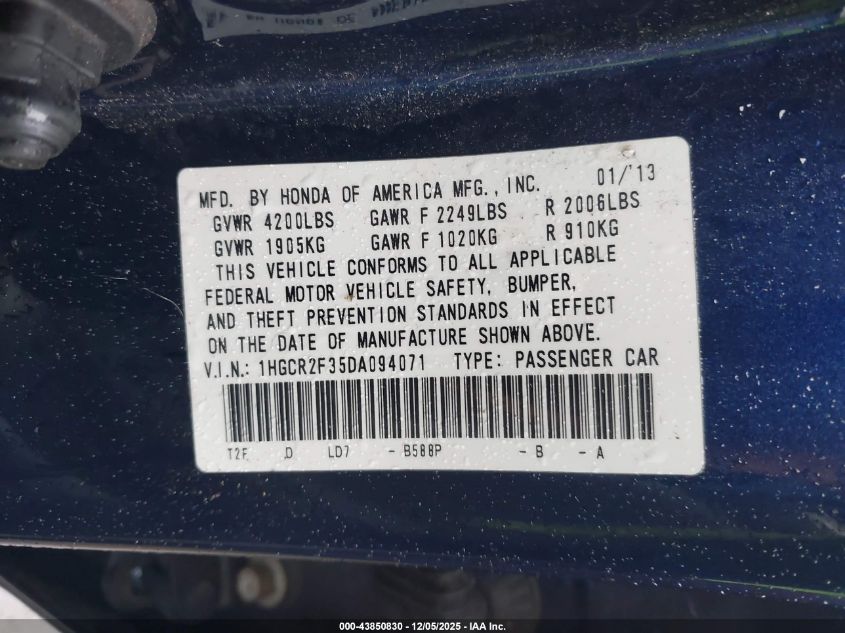 MFD. BY HONDA OF AMERICA MFG., INC. 01/'13
GVWR 4200LBS GAWR F 2249LBS R 2006LBS
GVWR 1905KG GAWR F 1020KG R 910KG
THIS VEHICLE CONFORMS TO ALL APPLICABLE
FEDERAL MOTOR VEHICLE SAFETY, BUMPER,
AND THEFT PREVENTION STANDARDS IN EFFECT
ON THE DATE OF MANUFACTURE SHOWN ABOVE.
V.I.N.: 1HGCR2F35DA094071 TYPE: PASSENGER CAR
T2F D LD7 - B588P - B - A
000-43850830 - 12/05/2025 - IAA Inc.